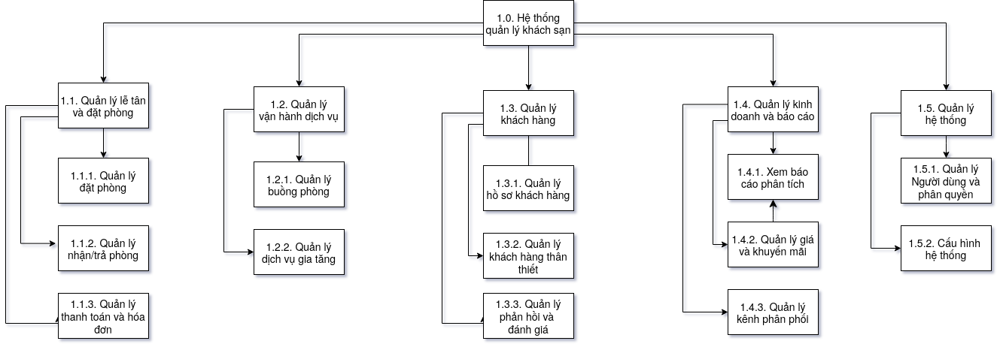 1.0. Hệ thống
quản lý khách sạn
1.1. Quản lý lễ tân
và đặt phòng
1.2. Quản lý
vận hành dịch vụ
1.3. Quản lý
khách hàng
1.4. Quản lý kinh
doanh và báo cáo
1.5. Quản lý
hệ thống
1.1.1. Quản lý
đặt phòng
1.2.1. Quản lý
buồng phòng
1.3.1. Quản lý
hồ sơ khách hàng
1.4.1. Xem báo
cáo phân tích
1.5.1. Quản lý
Người dùng và
phân quyền
1.1.2. Quản lý
nhận/trả phòng
1.2.2. Quản lý
dịch vụ gia tăng
1.3.2. Quản lý
khách hàng thân
thiết
1.4.2. Quản lý giá
và khuyến mãi
1.5.2. Cấu hình
hệ thống
1.1.3. Quản lý
thanh toán và hóa
đơn
1.3.3. Quản lý
phản hồi và
đánh giá
1.4.3. Quản lý
kênh phân phối